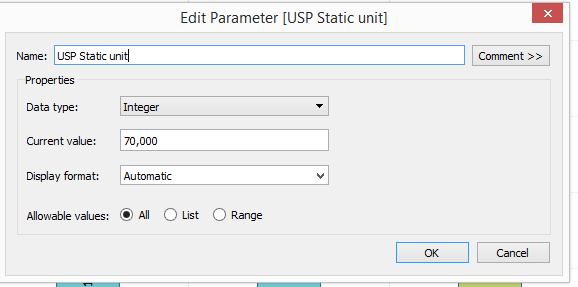 Edit Parameter [USP Static unit]
Name: USP Static unit Comment >>
Properties
Data type: Integer
Current value: 70,000
Display format: Automatic
Allowable values: All List Range
OK Cancel